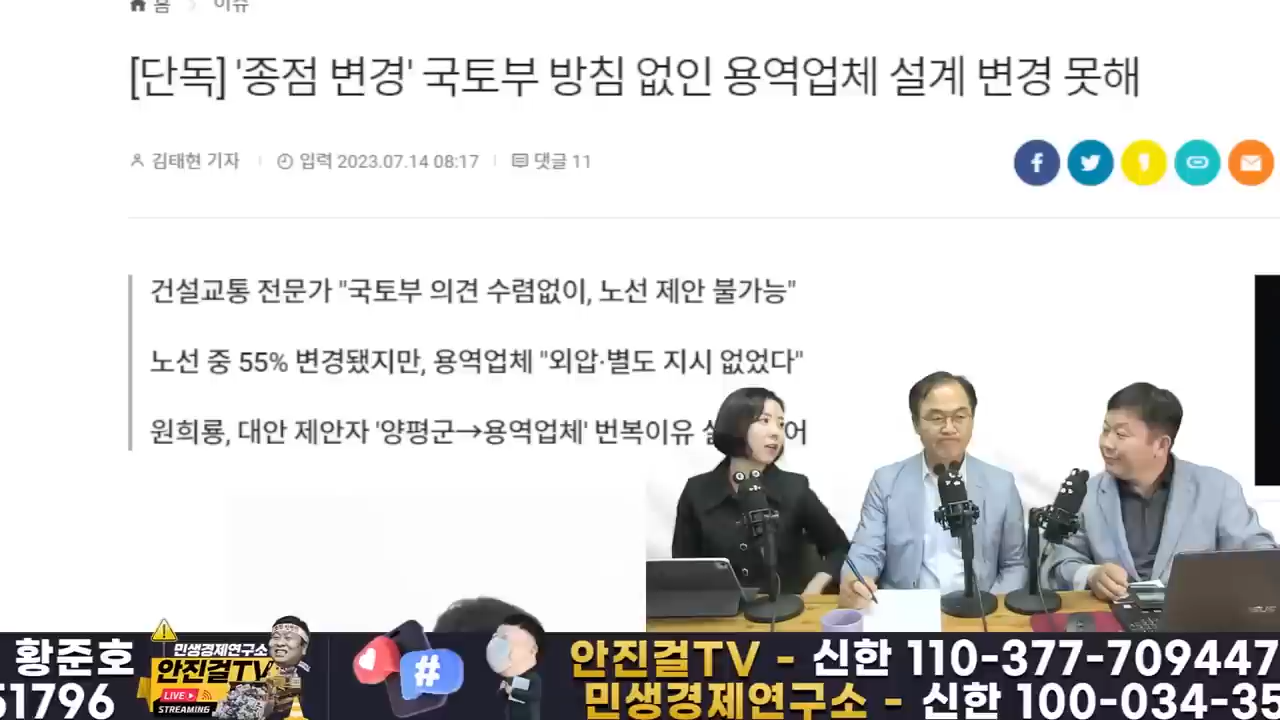 홈 이슈
[단독] '종점 변경' 국토부 방침 없인 용역업체 설계 변경 못해
김태현 기자 입력 2023.07.14 08:17 댓글 11
건설교통 전문가 "국토부 의견 수렴없이, 노선 제안 불가능"
노선 중 55% 변경됐지만, 용역업체 "외압·별도 지시 없었다"
원희룡, 대안 제안자 '양평군→용역업체' 번복이유 어
황준호
51796
민생경제연구소
안진걸TV
LIVE
STREAMING
#
안진걸TV - 신한 110-377-709447
민생경제연구소 - 신한 100-034-35